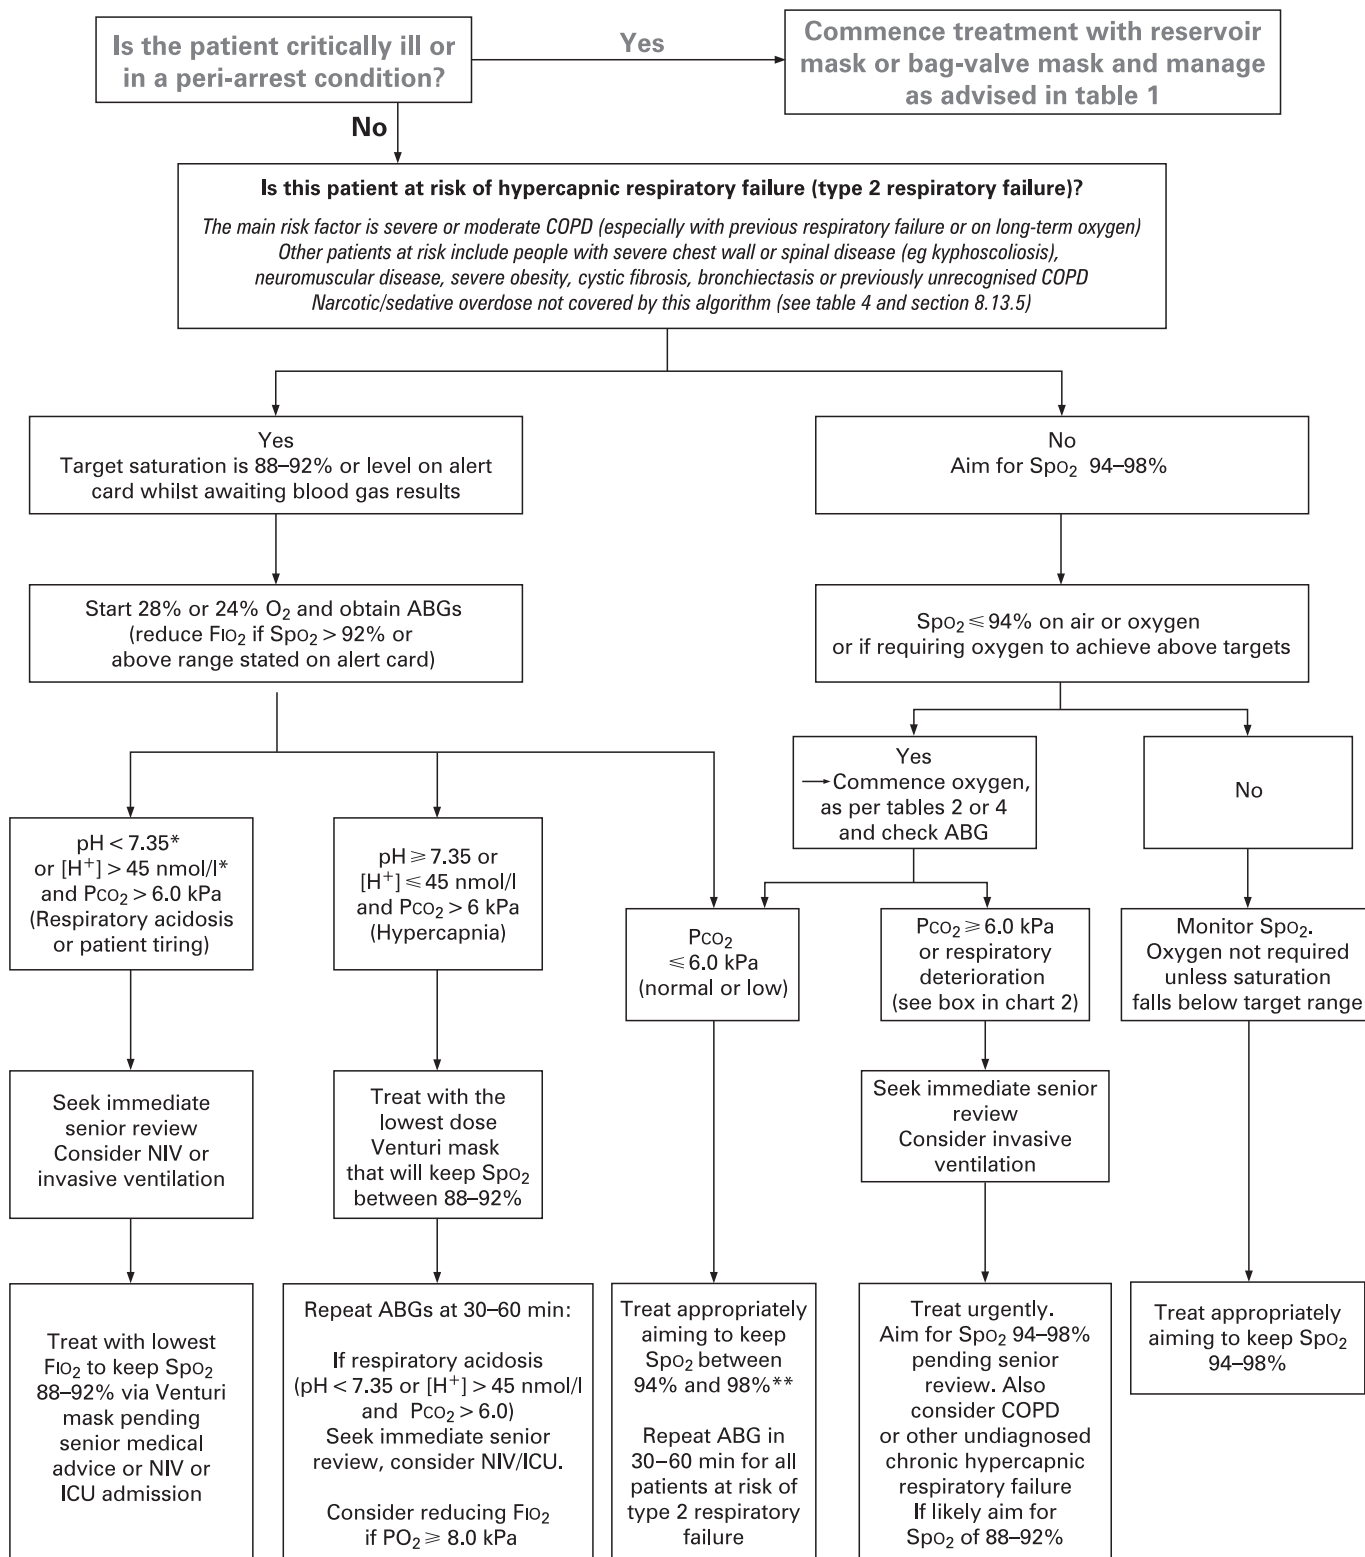 Is the patient critically ill or
in a peri-arrest condition?
Yes
Commence treatment with reservoir
mask or bag-valve mask and manage
as advised in table 1
No
Is this patient at risk of hypercapnic respiratory failure (type 2 respiratory failure)?
The main risk factor is severe or moderate COPD (especially with previous respiratory failure or on long-term oxygen)
Other patients at risk include people with severe chest wall or spinal disease (eg kyphoscoliosis),
neuromuscular disease, severe obesity, cystic fibrosis, bronchiectasis or previously unrecognised COPD
Narcotic/sedative overdose not covered by this algorithm (see table 4 and section 8.13.5)
Yes
Target saturation is 88–92% or level on alert
card whilst awaiting blood gas results
No
Aim for SpO₂ 94–98%
Start 28% or 24% O₂ and obtain ABGs
(reduce FIO₂ if SpO₂ > 92% or
above range stated on alert card)
SpO₂ ⩽ 94% on air or oxygen
or if requiring oxygen to achieve above targets
Yes
→ Commence oxygen,
as per tables 2 or 4
and check ABG
No
pH < 7.35*
or [H⁺] > 45 nmol/l*
and PCO₂ > 6.0 kPa
(Respiratory acidosis
or patient tiring)
pH ⩾ 7.35 or
[H⁺] ⩽ 45 nmol/l
and PCO₂ > 6 kPa
(Hypercapnia)
PCO₂
⩽ 6.0 kPa
(normal or low)
PCO₂ ⩾ 6.0 kPa
or respiratory
deterioration
(see box in chart 2)
Monitor SpO₂.
Oxygen not required
unless saturation
falls below target range
Seek immediate
senior review
Consider NIV or
invasive ventilation
Treat with the
lowest dose
Venturi mask
that will keep SpO₂
between 88–92%
Seek immediate senior
review
Consider invasive
ventilation
Treat with lowest
FIO₂ to keep SpO₂
88–92% via Venturi
mask pending
senior medical
advice or NIV or
ICU admission
Repeat ABGs at 30–60 min:
If respiratory acidosis
(pH < 7.35 or [H⁺] > 45 nmol/l
and PCO₂ > 6.0)
Seek immediate senior
review, consider NIV/ICU.
Consider reducing FIO₂
if PO₂ ⩾ 8.0 kPa
Treat appropriately
aiming to keep
SpO₂ between
94% and 98%**
Repeat ABG in
30–60 min for all
patients at risk of
type 2 respiratory
failure
Treat urgently.
Aim for SpO₂ 94–98%
pending senior
review. Also
consider COPD
or other undiagnosed
chronic hypercapnic
respiratory failure
If likely aim for
SpO₂ of 88–92%
Treat appropriately
aiming to keep SpO₂
94–98%